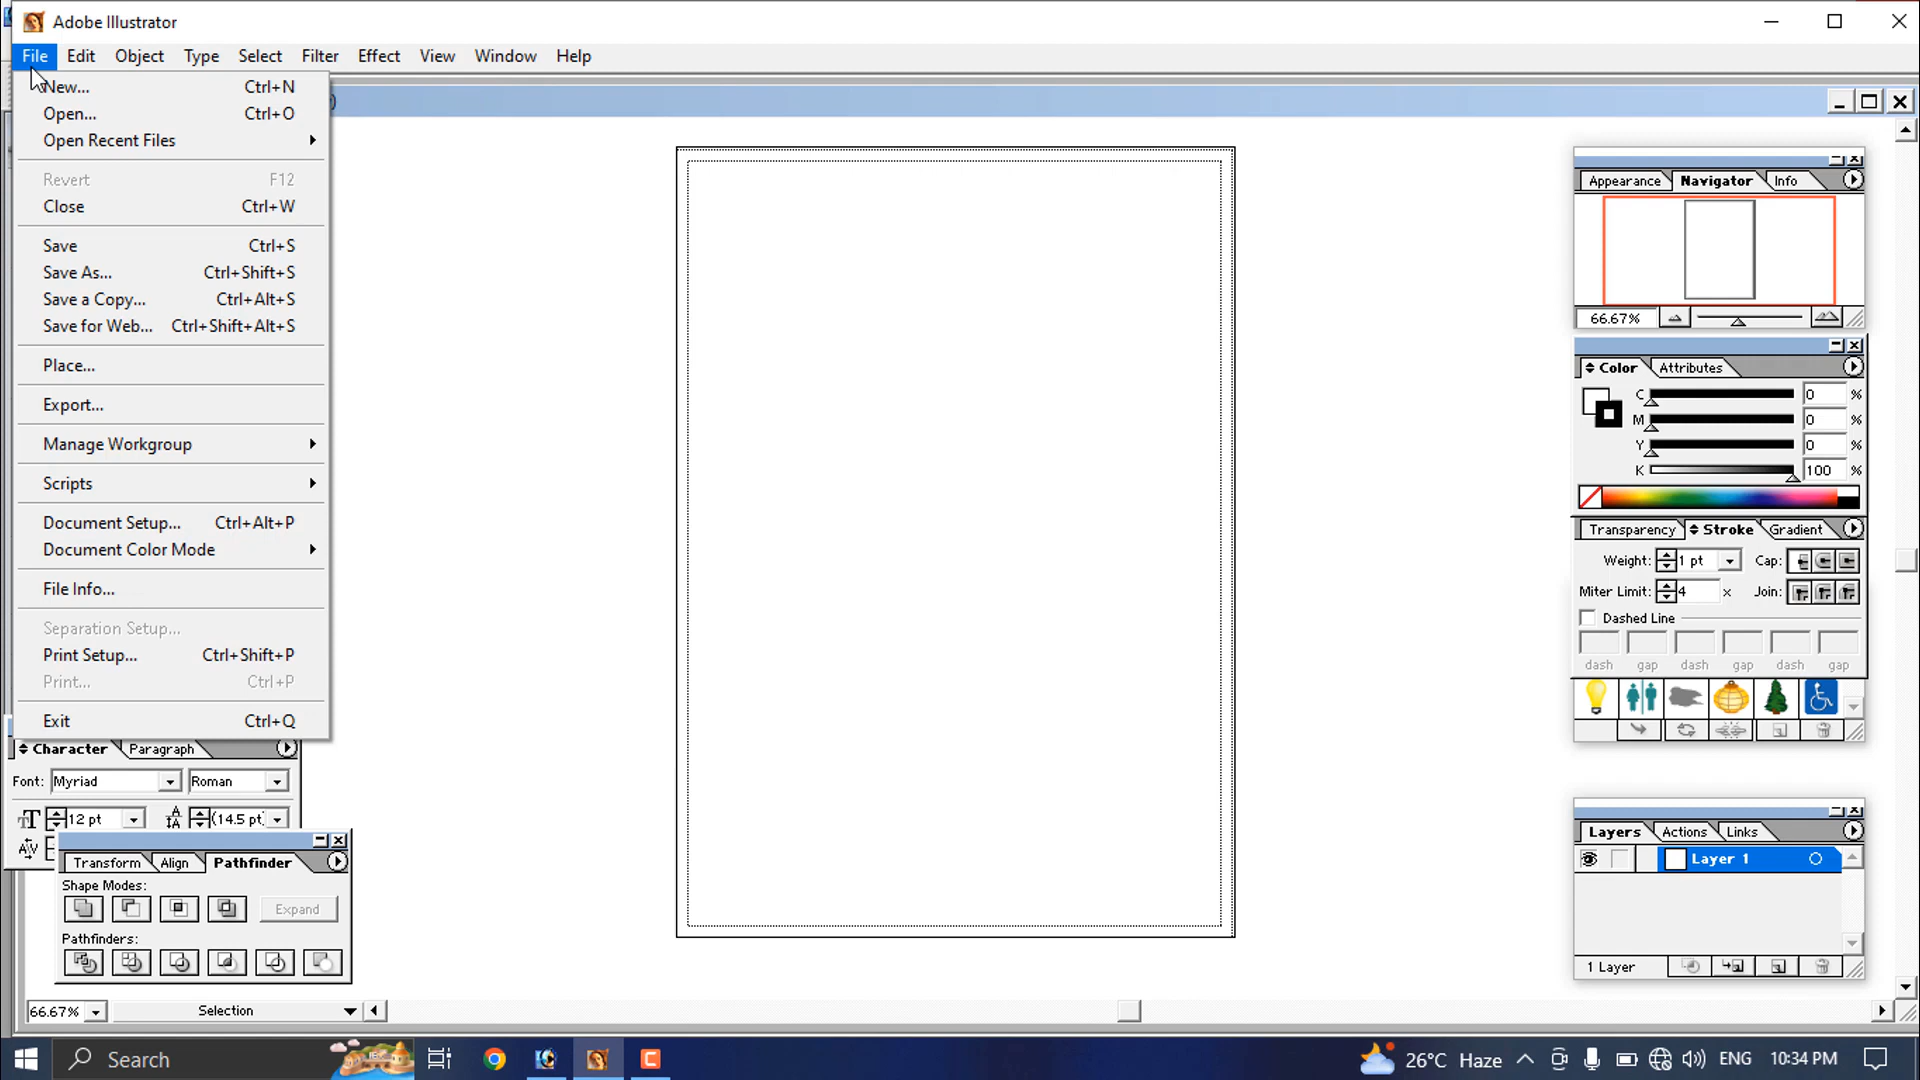 Adobe Illustrator
File Edit Object Type Select Filter Effect View Window Help
New... Ctrl+N
Open... Ctrl+O
Open Recent Files
Revert F12
Close Ctrl+W
Save Ctrl+S
Save As... Ctrl+Shift+S
Save a Copy... Ctrl+Alt+S
Save for Web... Ctrl+Shift+Alt+S
Place...
Export...
Manage Workgroup
Scripts
Document Setup... Ctrl+Alt+P
Document Color Mode
File Info...
Separation Setup...
Print Setup... Ctrl+Shift+P
Print... Ctrl+P
Exit Ctrl+Q
Character Paragraph
Font: Myriad Roman
12 pt (14.5 pt)
Transform Align Pathfinder
Shape Modes:
Expand
Pathfinders:
66.67% Selection
Appearance Navigator Info
66.67%
Color Attributes
C 0 %
M 0 %
Y 0 %
K 100 %
Transparency Stroke Gradient
Weight: 1 pt Cap:
Miter Limit: 4 x Join:
Dashed Line
dash gap dash gap dash gap
Layers Actions Links
Layer 1
1 Layer
Search
26°C Haze ENG 10:34 PM